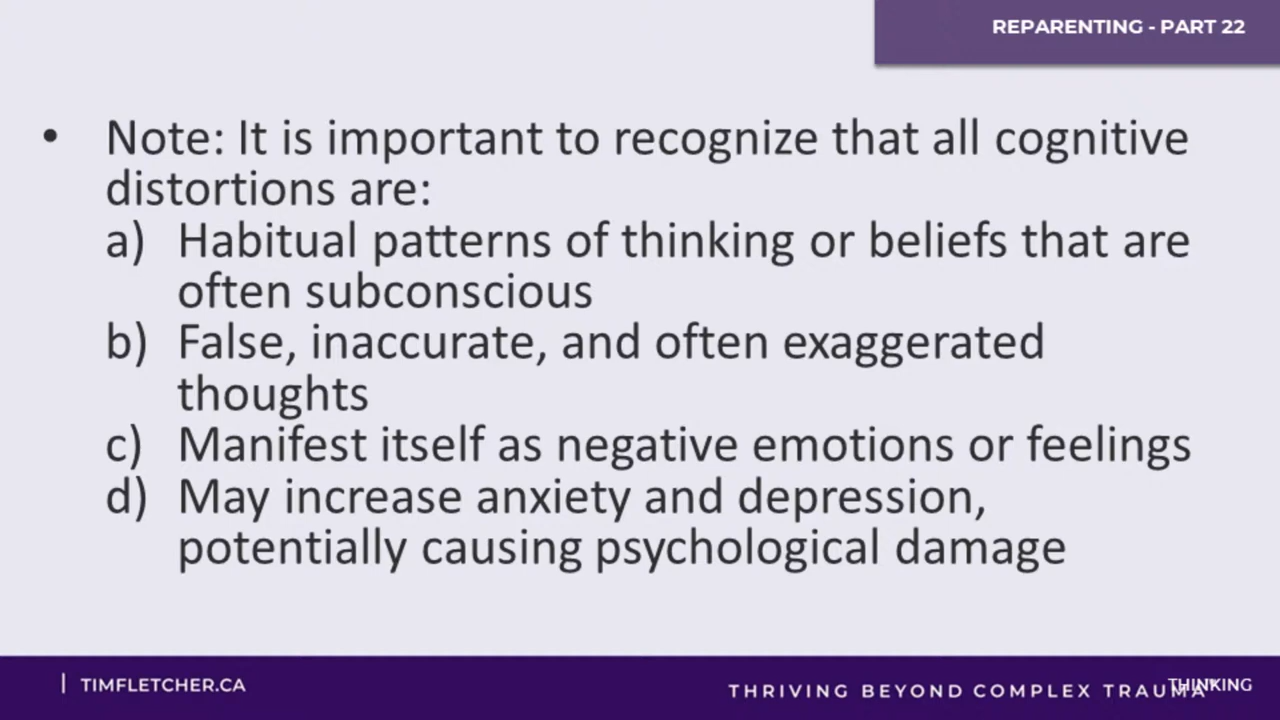 REPARENTING - PART 22
• Note: It is important to recognize that all cognitive
distortions are:
a) Habitual patterns of thinking or beliefs that are
often subconscious
b) False, inaccurate, and often exaggerated
thoughts
c) Manifest itself as negative emotions or feelings
d) May increase anxiety and depression,
potentially causing psychological damage
| TIMFLETCHER.CA
THRIVING BEYOND COMPLEX TRAUMA
THINKING